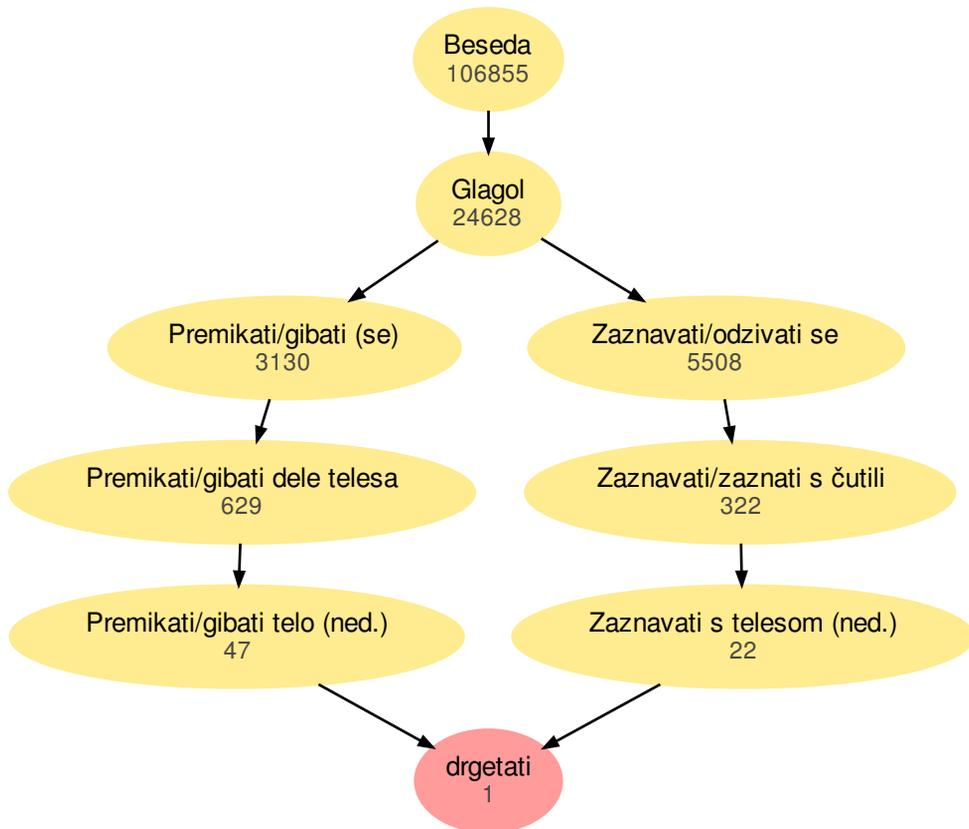 Beseda
106855
Glagol
24628
Premikati/gibati (se)
3130
Zaznavati/odzivati se
5508
Premikati/gibati dele telesa
629
Zaznavati/zaznati s čutili
322
Premikati/gibati telo (ned.)
47
Zaznavati s telesom (ned.)
22
drgetati
1